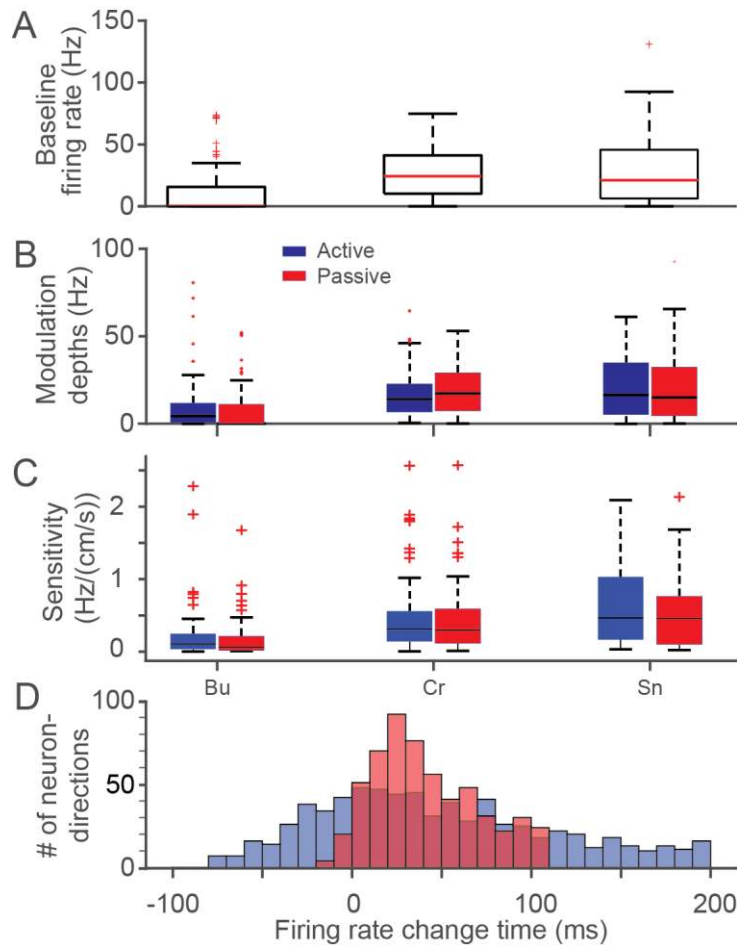 A
Baseline
firing rate (Hz)
150
100
50
0
B
Modulation
depths (Hz)
100
50
0
Active
Passive
C
Sensitivity
(Hz/(cm/s))
2
1
0
Bu Cr Sn
D
# of neuron-
directions
100
50
0
-100 0 100 200
Firing rate change time (ms)